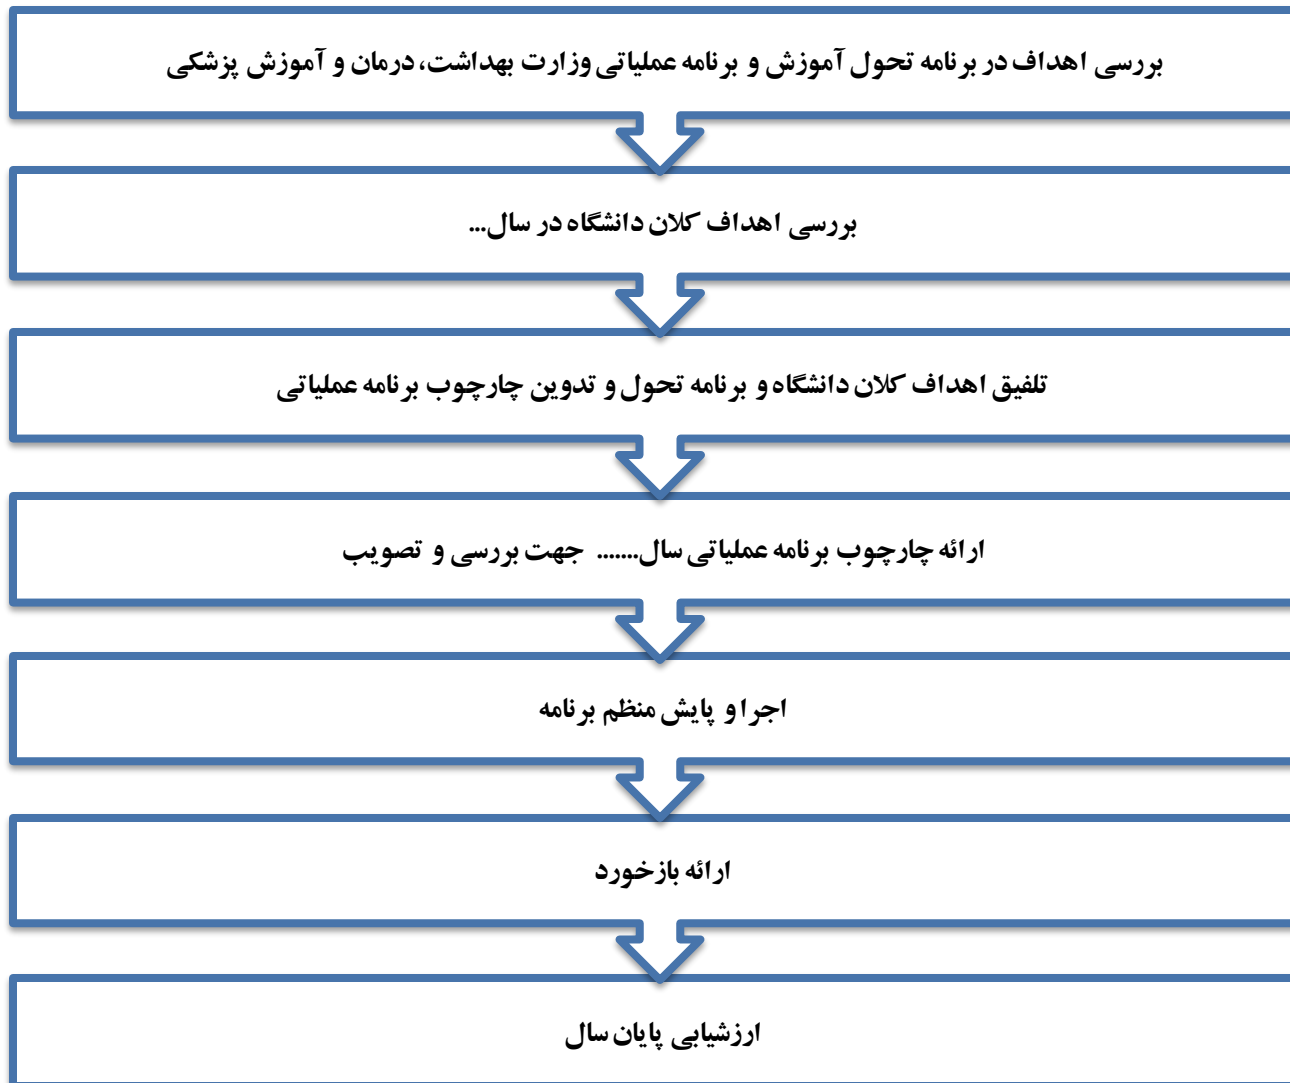 بررسی اهداف در برنامه تحول آموزش و برنامه عملیاتی وزارت بهداشت، درمان و آموزش پزشکی
بررسی اهداف کلان دانشگاه در سال...
تلفیق اهداف کلان دانشگاه و برنامه تحول و تدوین چارچوب برنامه عملیاتی
ارائه چارچوب برنامه عملیاتی سال....... جهت بررسی و تصویب
اجرا و پایش منظم برنامه
ارائه بازخورد
ارزشیابی پایان سال